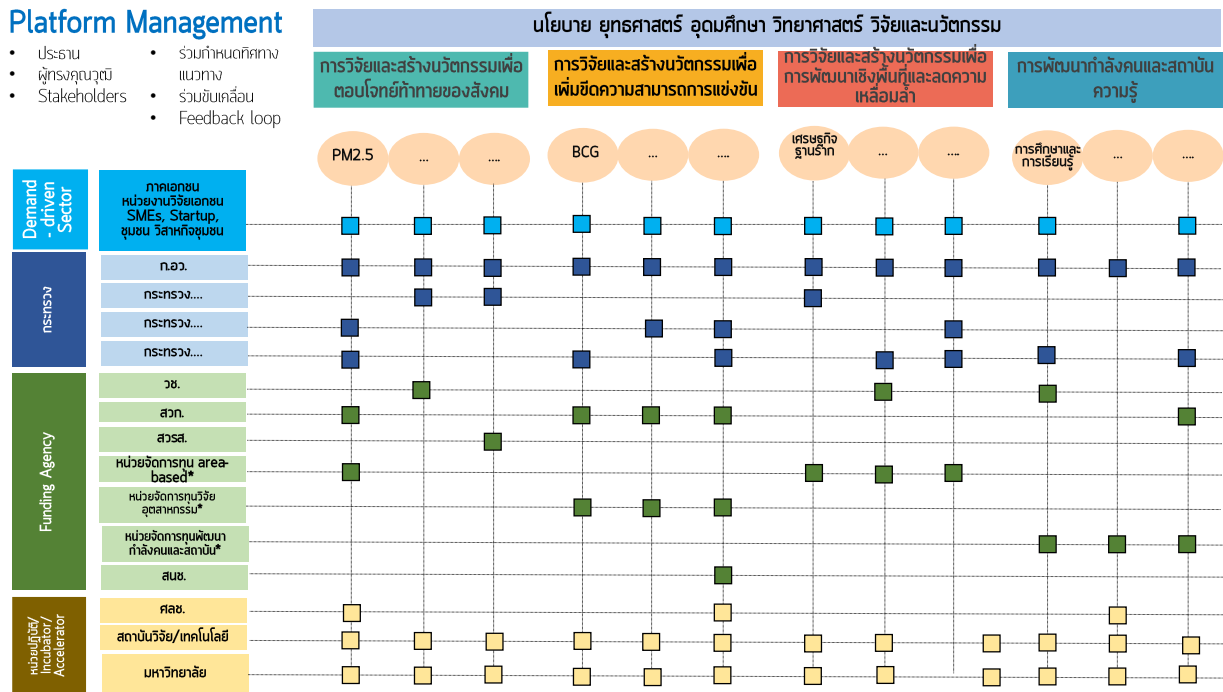 Platform Management
• ประธาน
• ผู้ทรงคุณวุฒิ
• Stakeholders
• ร่วมกำหนดทิศทาง
แนวทาง
• ร่วมขับเคลื่อน
• Feedback loop
นโยบาย ยุทธศาสตร์ อุดมศึกษา วิทยาศาสตร์ วิจัยและนวัตกรรม
การวิจัยและสร้างนวัตกรรมเพื่อ
ตอบโจทย์ท้าทายของสังคม
การวิจัยและสร้างนวัตกรรมเพื่อ
เพิ่มขีดความสามารถการแข่งขัน
การวิจัยและสร้างนวัตกรรมเพื่อ
การพัฒนาเชิงพื้นที่และลดความ
เหลื่อมล้ำ
การพัฒนากำลังคนและสถาบัน
ความรู้
PM2.5
...
....
BCG
...
....
เศรษฐกิจ
ฐานราก
...
....
การศึกษาและ
การเรียนรู้
...
....
Demand
- driven
Sector
ภาคเอกชน
หน่วยงานวิจัยเอกชน
SMEs, Startup,
ชุมชน วิสาหกิจชุมชน
กระทรวง
ก.อว.
กระทรวง....
กระทรวง....
กระทรวง....
Funding Agency
วช.
สวก.
สวรส.
หน่วยจัดการทุน area-
based*
หน่วยจัดการทุนวิจัย
อุตสาหกรรม*
หน่วยจัดการทุนพัฒนา
กำลังคนและสถาบัน*
สนช.
หน่วยปฏิบัติ/
Incubator/
Accelerator
ศลช.
สถาบันวิจัย/เทคโนโลยี
มหาวิทยาลัย